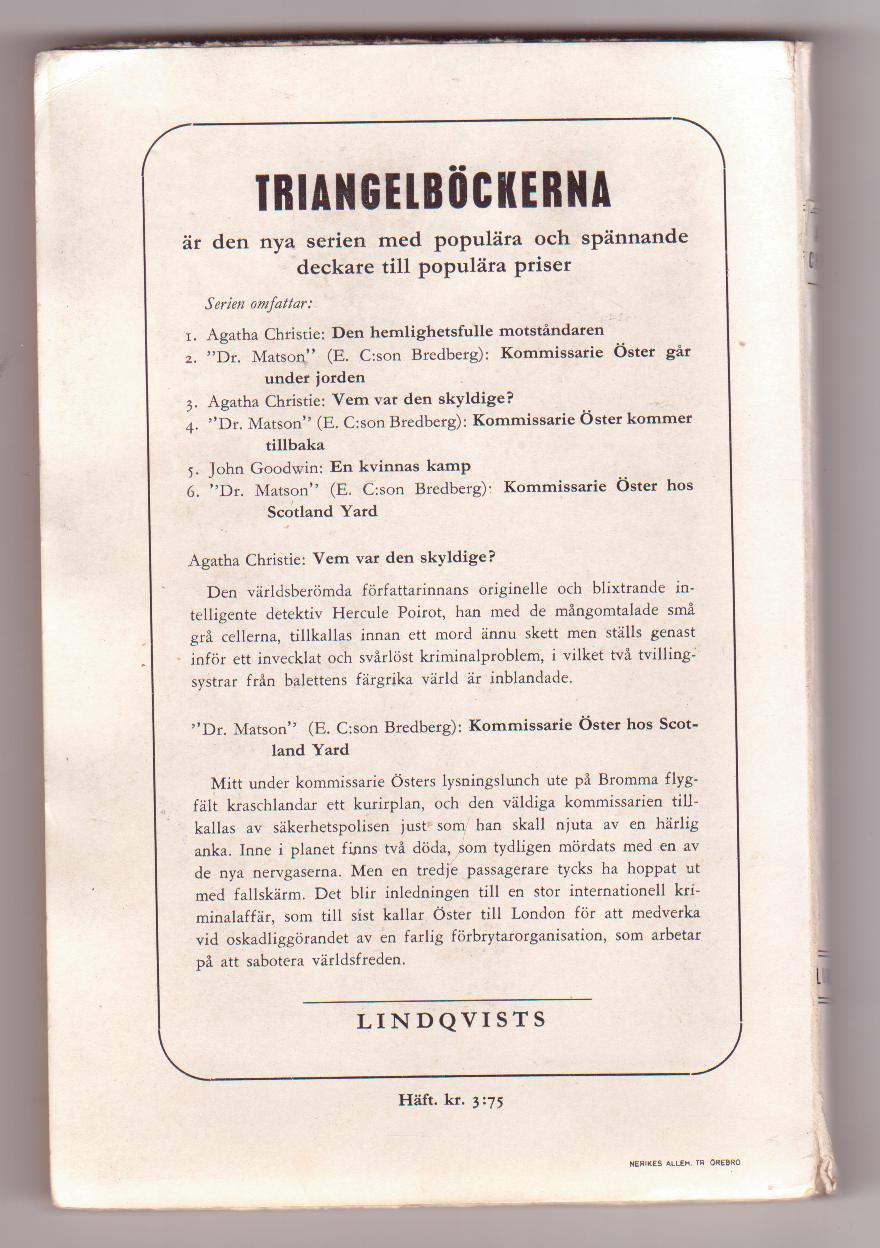 TRIANGELBÖCKERNA
är den nya serien med populära och spännande
deckare till populära priser
Serien omfattar:
1. Agatha Christie: Den hemlighetsfulle motståndaren
2. ”Dr. Matson” (E. C:son Bredberg): Kommissarie Öster går
under jorden
3. Agatha Christie: Vem var den skyldige?
4. ”Dr. Matson” (E. C:son Bredberg): Kommissarie Öster kommer
tillbaka
5. John Goodwin: En kvinnas kamp
6. ”Dr. Matson” (E. C:son Bredberg): Kommissarie Öster hos
Scotland Yard
Agatha Christie: Vem var den skyldige?
Den världsberömda författarinnans originelle och blixtrande in-
telligente detektiv Hercule Poirot, han med de mångomtalade små
grå cellerna, tillkallas innan ett mord ännu skett men ställs genast
inför ett invecklat och svårlöst kriminalproblem, i vilket två tvilling-
systrar från balettens färgrika värld är inblandade.
”Dr. Matson” (E. C:son Bredberg): Kommissarie Öster hos Scot-
land Yard
Mitt under kommissarie Östers lysningslunch ute på Bromma flyg-
fält kraschlandar ett kurirplan, och den väldiga kommissarien till-
kallas av säkerhetspolisen just som han skall njuta av en härlig
anka. Inne i planet finns två döda, som tydligen mördats med en av
de nya nervgaserna. Men en tredje passagerare tycks ha hoppat ut
med fallskärm. Det blir inledningen till en stor internationell kri-
minalaffär, som till sist kallar Öster till London för att medverka
vid oskadliggörandet av en farlig förbrytarorganisation, som arbetar
på att sabotera världsfreden.
LINDQVISTS
Häft. kr. 3:75
NERIKES ALLEH. TR ÖREBRO